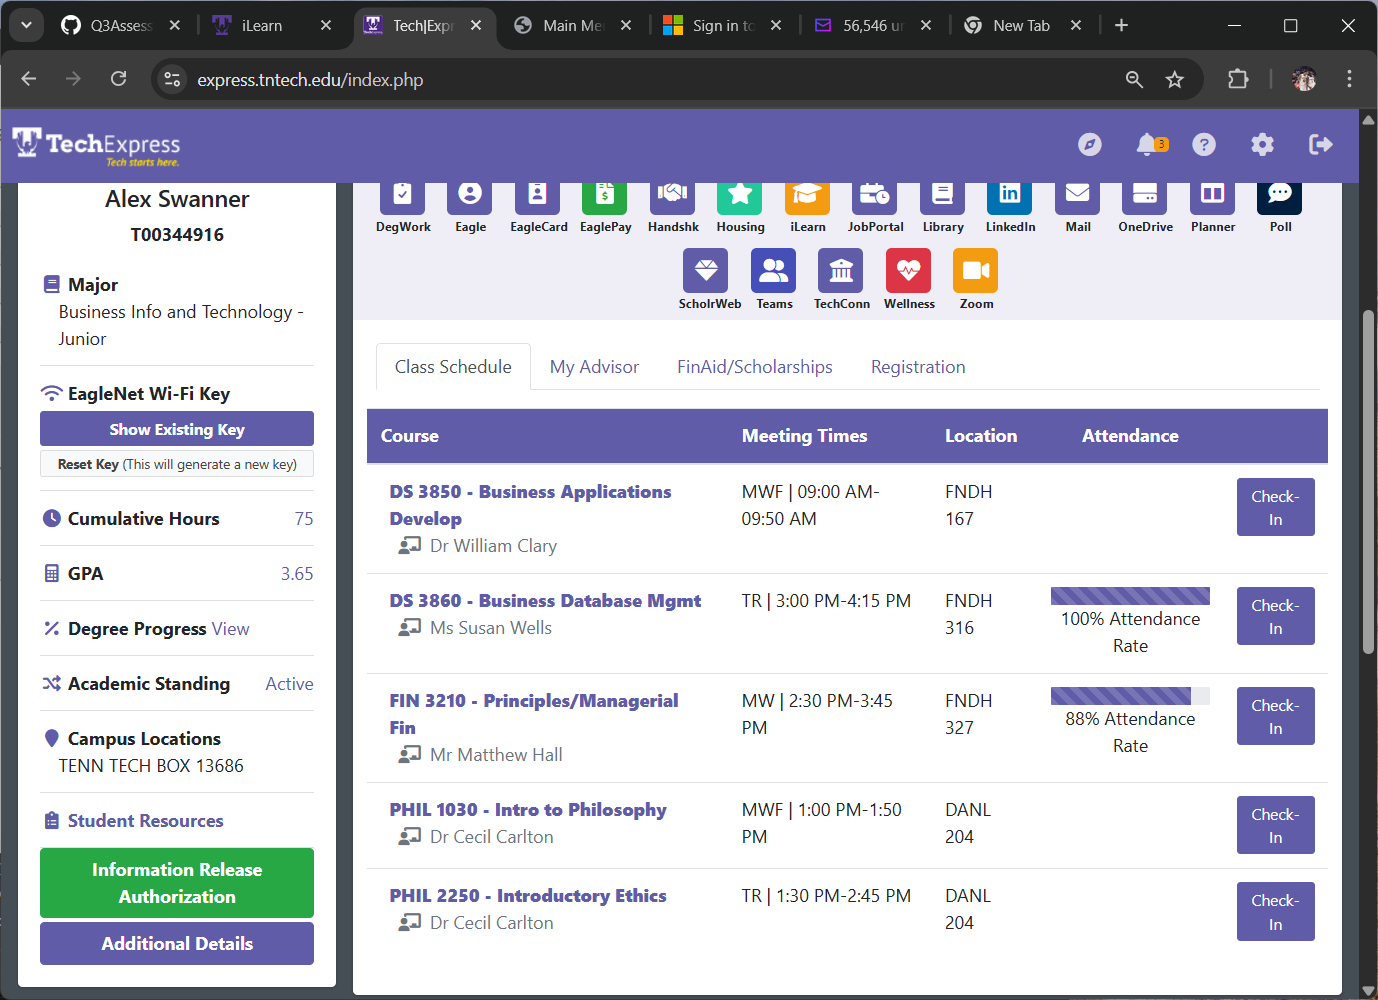 Q3Assess
iLearn
Tech|Expr
Main Me
Sign in to
56,546 u
New Tab
express.tntech.edu/index.php
TechExpress
Tech starts here.
3
Alex Swanner
T00344916
Major
Business Info and Technology -
Junior
EagleNet Wi-Fi Key
Show Existing Key
Reset Key (This will generate a new key)
Cumulative Hours 75
GPA 3.65
Degree Progress View
Academic Standing Active
Campus Locations
TENN TECH BOX 13686
Student Resources
Information Release
Authorization
Additional Details
DegWork Eagle EagleCard EaglePay Handshk Housing iLearn JobPortal Library LinkedIn Mail OneDrive Planner Poll
ScholrWeb Teams TechConn Wellness Zoom
Class Schedule My Advisor FinAid/Scholarships Registration
Course Meeting Times Location Attendance
DS 3850 - Business Applications
Develop
Dr William Clary
MWF | 09:00 AM-
09:50 AM
FNDH
167
Check-
In
DS 3860 - Business Database Mgmt
Ms Susan Wells
TR | 3:00 PM-4:15 PM
FNDH
316
100% Attendance
Rate
Check-
In
FIN 3210 - Principles/Managerial
Fin
Mr Matthew Hall
MW | 2:30 PM-3:45
PM
FNDH
327
88% Attendance
Rate
Check-
In
PHIL 1030 - Intro to Philosophy
Dr Cecil Carlton
MWF | 1:00 PM-1:50
PM
DANL
204
Check-
In
PHIL 2250 - Introductory Ethics
Dr Cecil Carlton
TR | 1:30 PM-2:45 PM
DANL
204
Check-
In